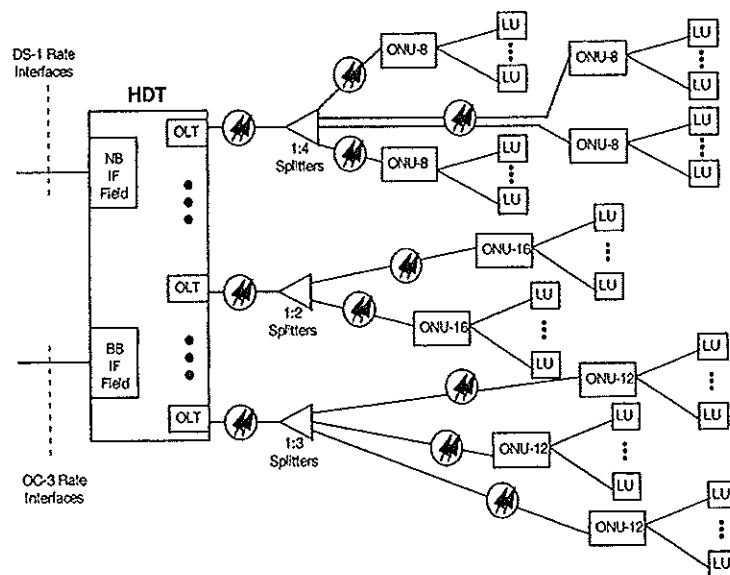 DS-1 Rate
Interfaces
HDT
OLT
NB
IF
Field
1:4
Splitters
ONU-8
LU
LU
ONU-8
LU
LU
ONU-8
LU
LU
ONU-8
LU
LU
OLT
1:2
Splitters
ONU-16
LU
LU
ONU-16
LU
LU
BB
IF
Field
OLT
1:3
Splitters
ONU-12
LU
LU
ONU-12
LU
LU
ONU-12
LU
LU
OC-3 Rate
Interfaces